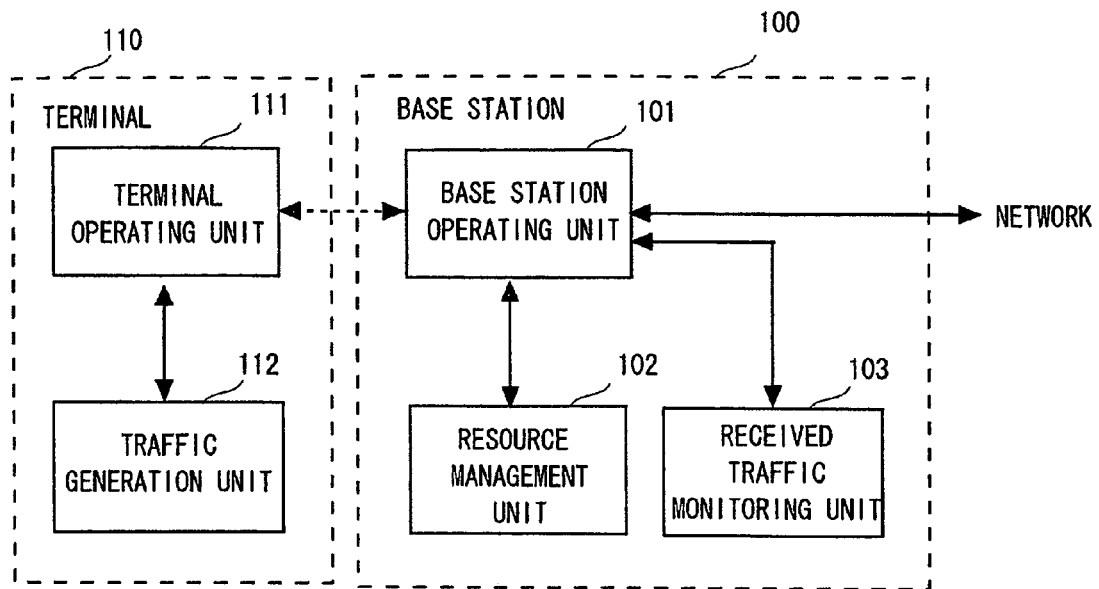 110
100
TERMINAL
111
BASE STATION
101
TERMINAL
OPERATING UNIT
BASE STATION
OPERATING UNIT
NETWORK
112
102
103
TRAFFIC
GENERATION UNIT
RESOURCE
MANAGEMENT
UNIT
RECEIVED
TRAFFIC
MONITORING UNIT